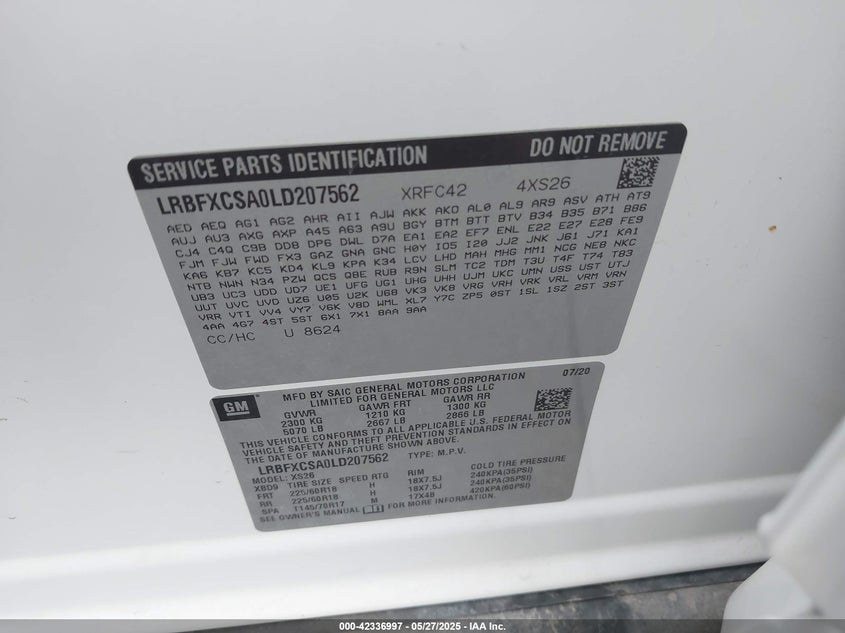 SERVICE PARTS IDENTIFICATION DO NOT REMOVE
LRBFXCSA0LD207562 XRFC42 4XS26
AED AEQ AG1 AG2 AHR AII AJW AKK AKO AL0 AL9 AR9 ASV ATH AT9
AUJ AU3 AXG AXP A45 A63 A9U BGY BTM BTT BTV B34 B35 B7I B86
CJ4 C4Q C9B DD8 DP6 DWL D7A EA1 EA2 EF7 ENL E22 E27 E28 FE9
FJM FJW FWD FX3 GAZ GNA GNC H0Y IO5 I20 JJ2 JNK J61 J71 KA1
KA6 KB7 KC5 KD4 KL9 KPA K34 LCV LHD MAH MHG MM1 NCG NE8 NKC
NTB NWN N34 PZW QCS QBE RUB R9N SLM TC2 TDM T3U T4F T74 T83
UB3 UC3 UDD UD7 UE1 UFG UG1 UHG UHH UJM UKC UMN USS UST UTJ
UUT UVC UVD UZ6 U05 U2K U68 VK3 VK8 VRG VRH VRK VRL VRM VRN
VRR VTI VV4 VY7 V6K V8D WML XL7 Y7C ZP5 0ST 1SL 1SZ 2ST 3ST
4AA 4G7 4ST 5ST 6X1 7X1 8AA 9AA
CC/HC U 8624
GM
MFD BY SAIC GENERAL MOTORS CORPORATION 07/20
LIMITED FOR GENERAL MOTORS LLC
GVWR GAWR FRT GAWR RR
2300 KG 1210 KG 1300 KG
5070 LB 2667 LB 2866 LB
THIS VEHICLE CONFORMS TO ALL APPLICABLE U.S. FEDERAL MOTOR
VEHICLE SAFETY AND THEFT PREVENTION STANDARDS IN EFFECT ON
THE DATE OF MANUFACTURE SHOWN ABOVE.
LRBFXCSA0LD207562 TYPE: M.P.V.
MODEL: XS26
X8D9 TIRE SIZE SPEED RTG RIM COLD TIRE PRESSURE
FRT 225/60R18 H 18X7.5J 240KPA(35PSI)
RR 225/60R18 H 18X7.5J 240KPA(35PSI)
SPA T145/70R17 M 17X4B 420KPA(60PSI)
SEE OWNER'S MANUAL FOR MORE INFORMATION.
000-42336997 - 05/27/2025 - IAA Inc.